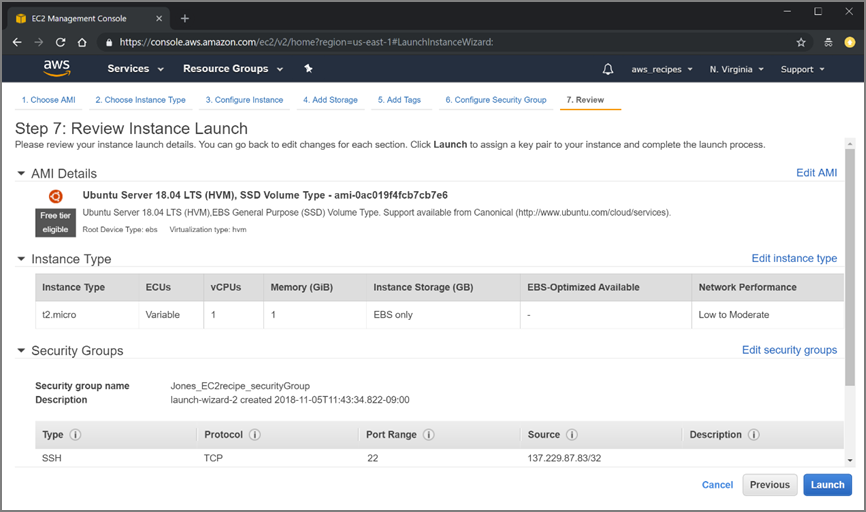 EC2 Management Console
https://console.aws.amazon.com/ec2/v2/home?region=us-east-1#LaunchInstanceWizard:
aws Services Resource Groups aws_recipes N. Virginia Support
1. Choose AMI 2. Choose Instance Type 3. Configure Instance 4. Add Storage 5. Add Tags 6. Configure Security Group 7. Review
Step 7: Review Instance Launch
Please review your instance launch details. You can go back to edit changes for each section. Click Launch to assign a key pair to your instance and complete the launch process.
AMI Details Edit AMI
Ubuntu Server 18.04 LTS (HVM), SSD Volume Type - ami-0ac019f4fcb7cb7e6
Free tier eligible
Ubuntu Server 18.04 LTS (HVM),EBS General Purpose (SSD) Volume Type. Support available from Canonical (http://www.ubuntu.com/cloud/services).
Root Device Type: ebs Virtualization type: hvm
Instance Type Edit instance type
Instance Type ECUs vCPUs Memory (GiB) Instance Storage (GB) EBS-Optimized Available Network Performance
t2.micro Variable 1 1 EBS only - Low to Moderate
Security Groups Edit security groups
Security group name Jones_EC2recipe_securityGroup
Description launch-wizard-2 created 2018-11-05T11:43:34.822-09:00
Type Protocol Port Range Source Description
SSH TCP 22 137.229.87.83/32
Cancel Previous Launch